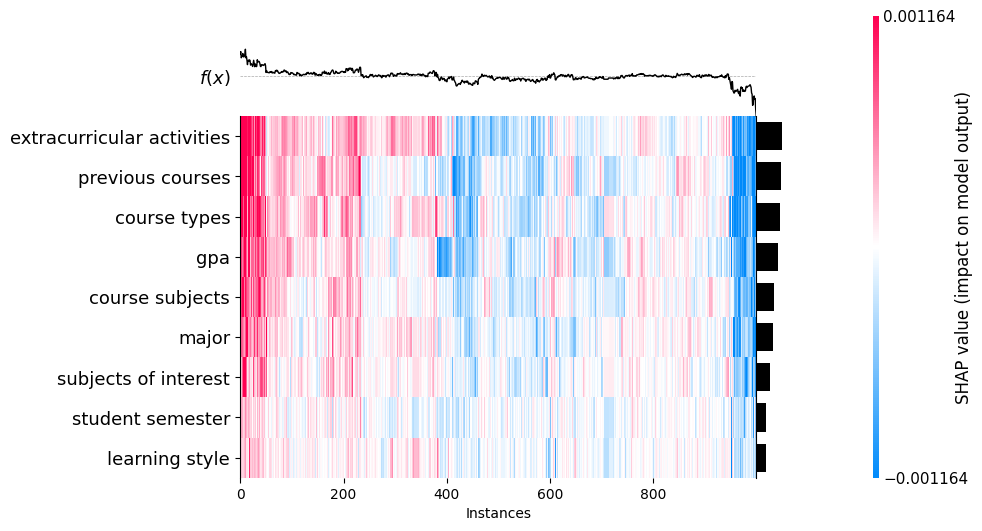 0.001164
f(x)
extracurricular activities
previous courses
course types
gpa
course subjects
major
subjects of interest
student semester
learning style
0 200 400 600 800
Instances
−0.001164
SHAP value (impact on model output)